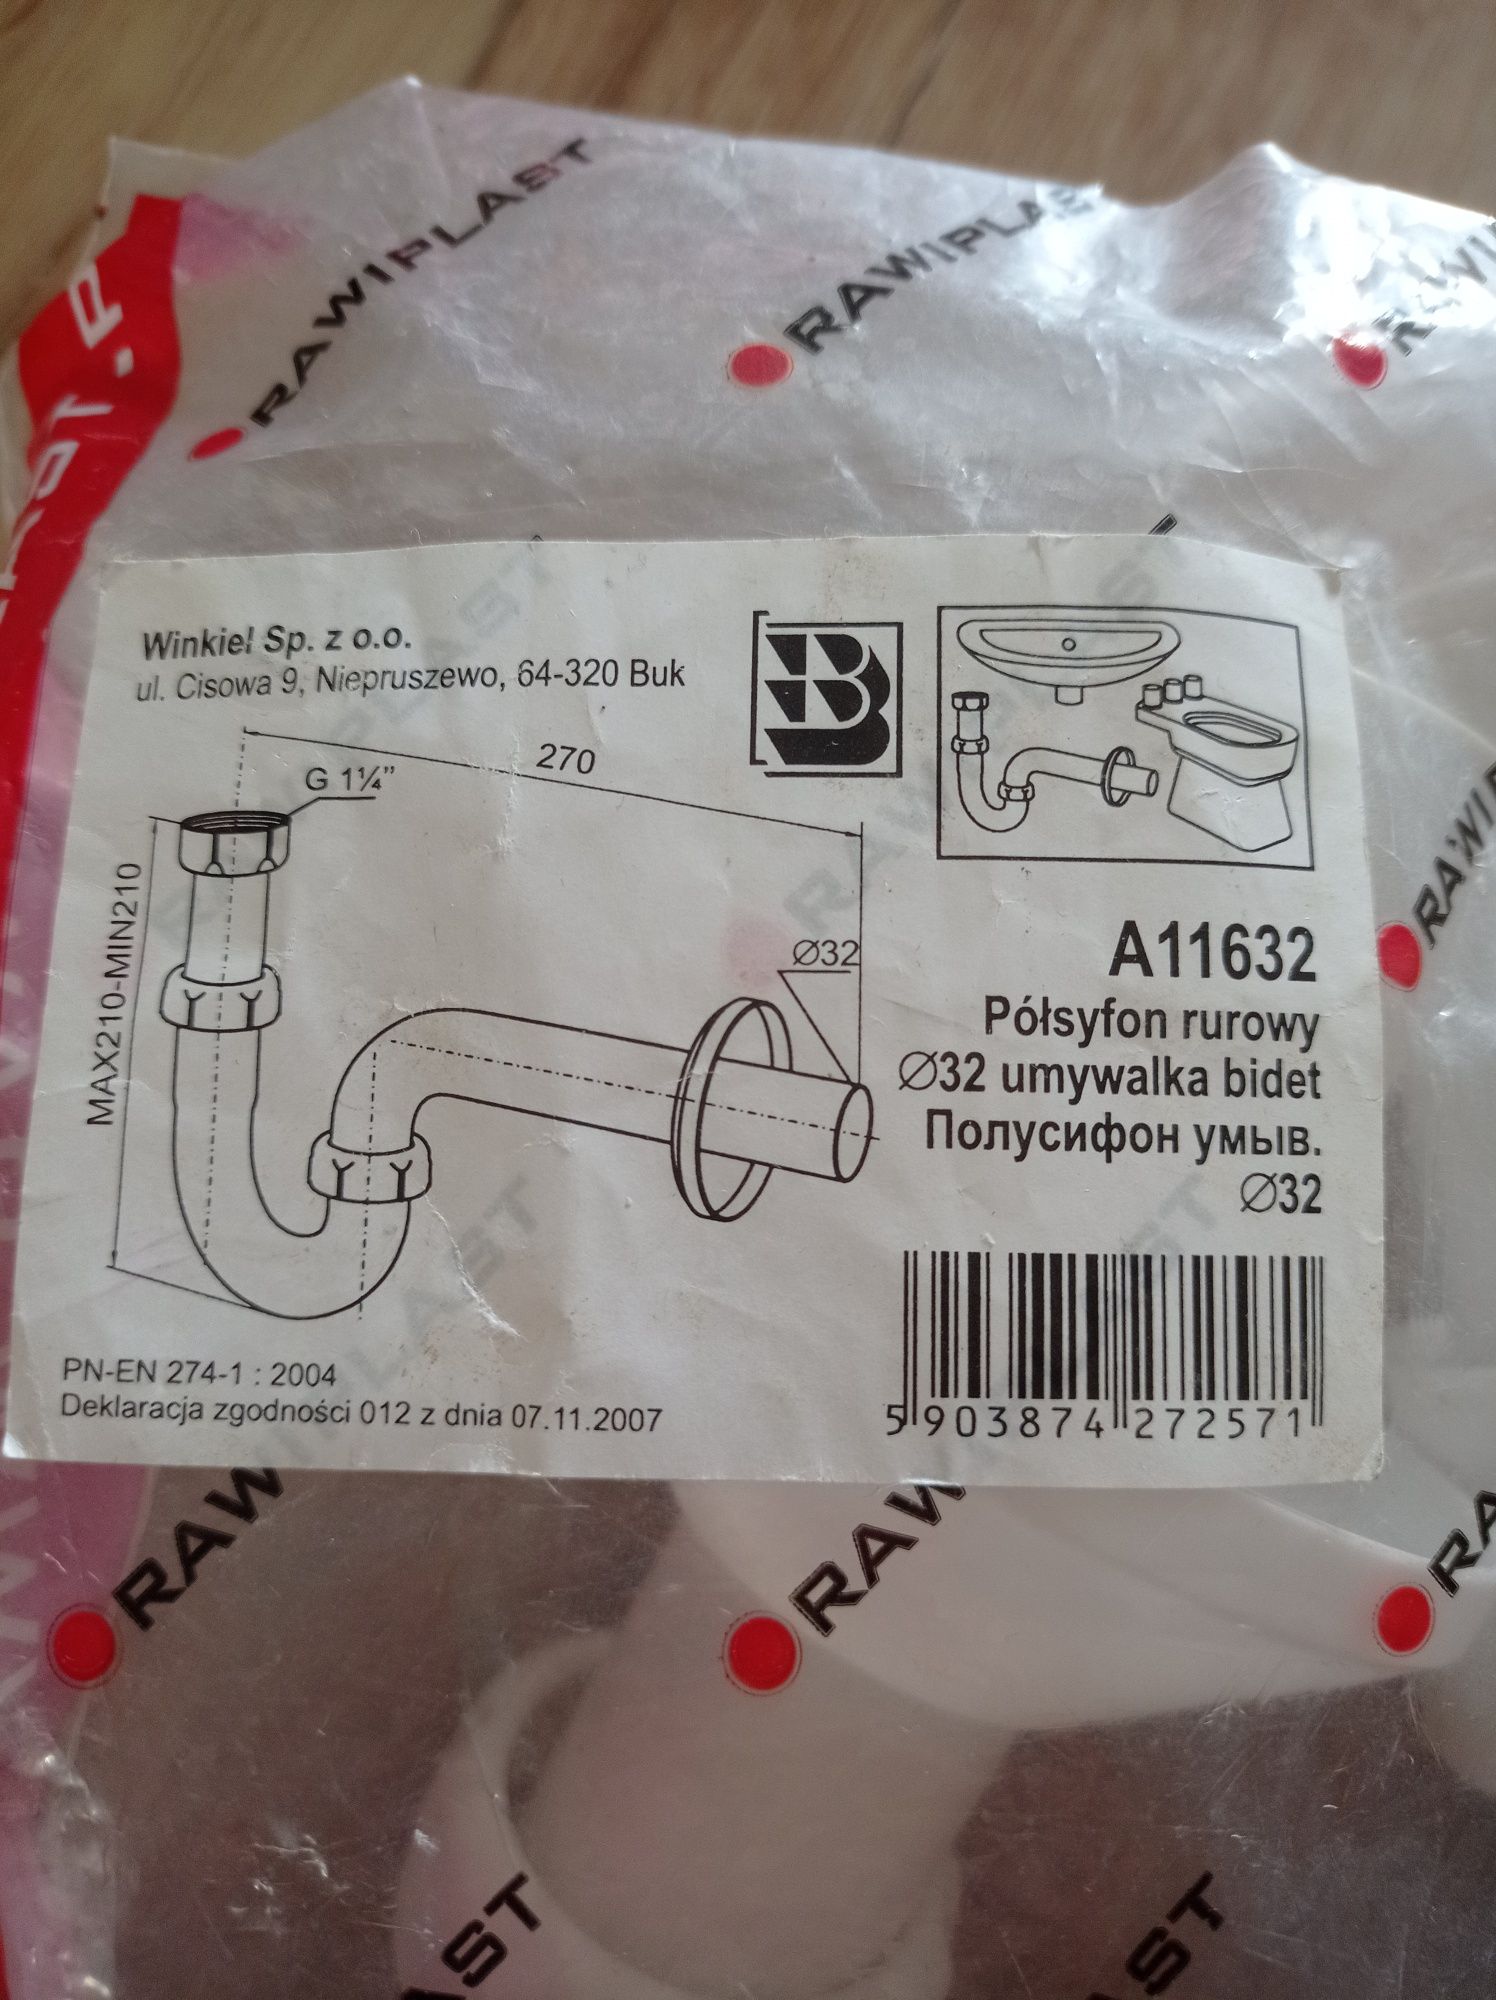 RAWIPLAST
RAWIPLAST
Winkiel Sp. z o.o.
ul. Cisowa 9, Niepruszewo, 64-320 Buk
270
G 1¼”
MAX210-MIN210
Ø32
A11632
Półsyfon rurowy
Ø32 umywalka bidet
Полусифон умыв.
Ø32
5 903874 272571
PN-EN 274-1 : 2004
Deklaracja zgodności 012 z dnia 07.11.2007